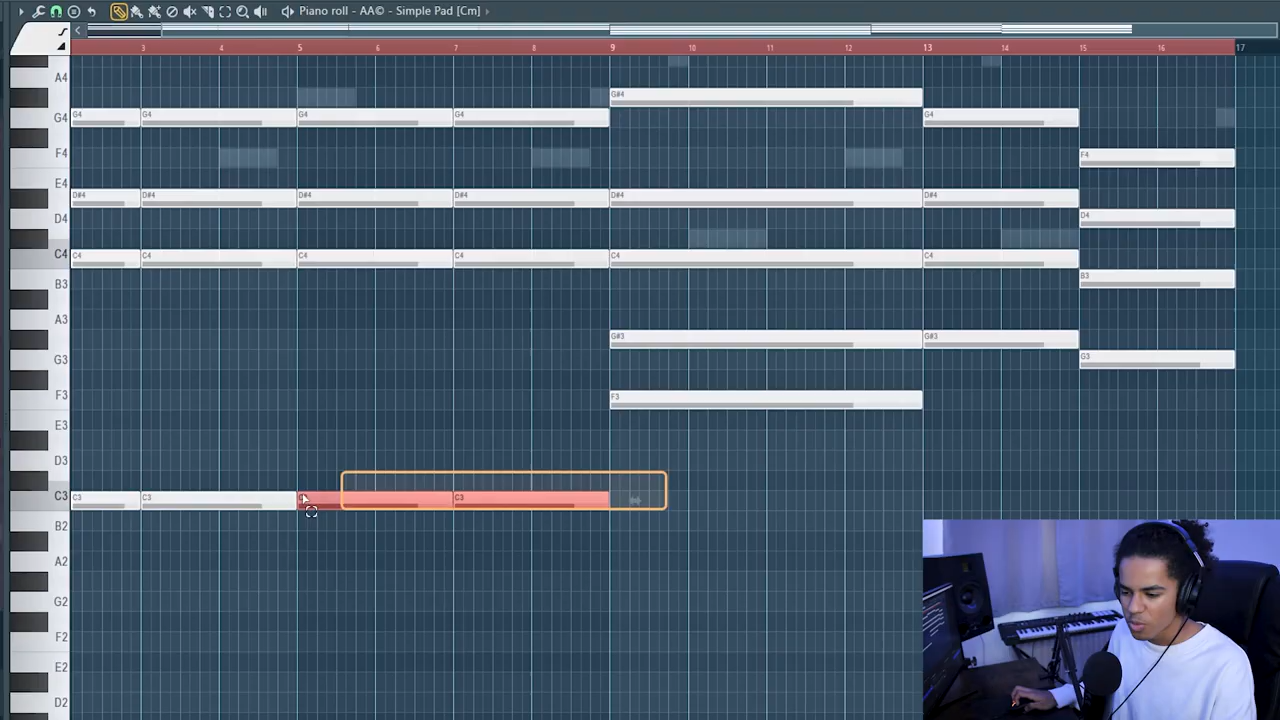 Piano roll - AA© - Simple Pad [Cm]
3 4 5 6 7 8 9 10 11 12 13 14 15 16 17
A4
G#4
G4 G4 G4 G4 G4 G4
F4 F4
E4
D#4 D#4 D#4 D#4 D#4 D#4
D4 D4
C4 C4 C4 C4 C4 C4 C4
B3 B3
A3
G#3 G#3
G3 G3
F3 F3
E3
D3
C3 C3 C3 C3
B2
A2
G2
F2
E2
D2